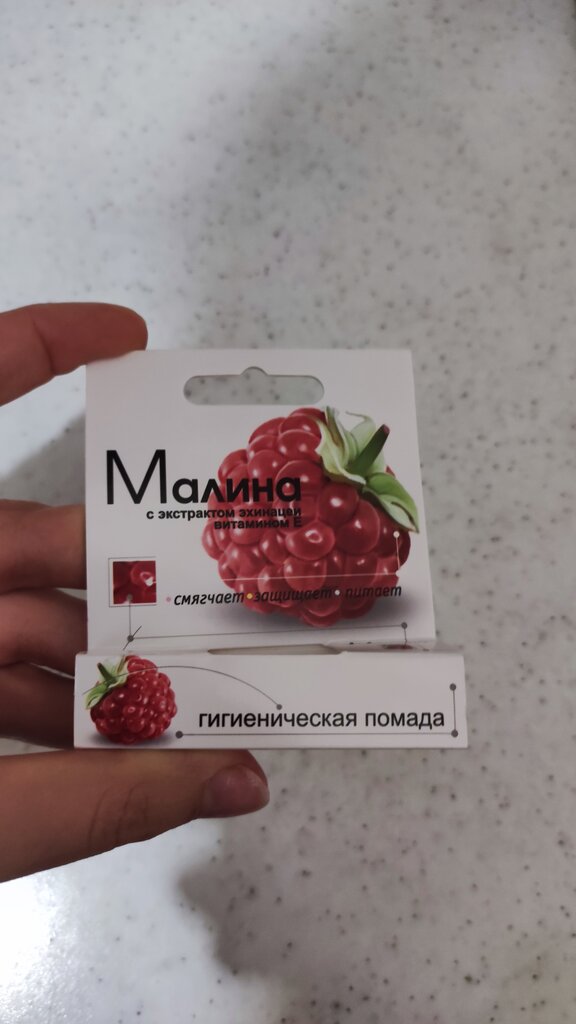 Малина
с экстрактом эхинацеи
витамином Е
смягчает защищает питает
гигиеническая помада